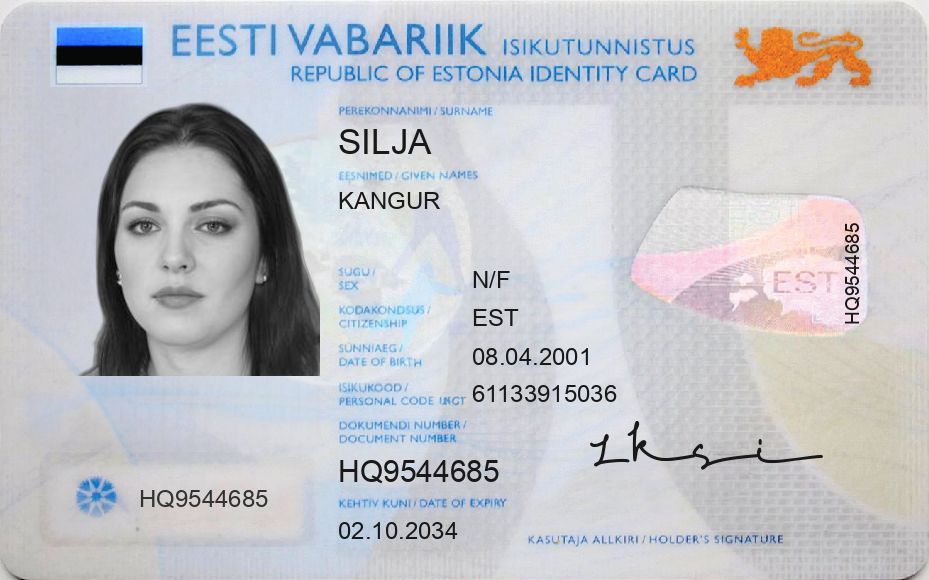 EESTI VABARIIK ISIKUTUNNISTUS
REPUBLIC OF ESTONIA IDENTITY CARD
PEREKONNANIMI / SURNAME
SILJA
EESNIMED / GIVEN NAMES
KANGUR
SUGU /
SEX
N/F
KODAKONDSUS /
CITIZENSHIP
EST
SÜNNIAEG /
DATE OF BIRTH
08.04.2001
ISIKUKOOD /
PERSONAL CODE
61133915036
DOKUMENDI NUMBER /
DOCUMENT NUMBER
HQ9544685
KEHTIV KUNI / DATE OF EXPIRY
02.10.2034
HQ9544685
EST
HQ9544685
KASUTAJA ALLKIRI / HOLDER'S SIGNATURE